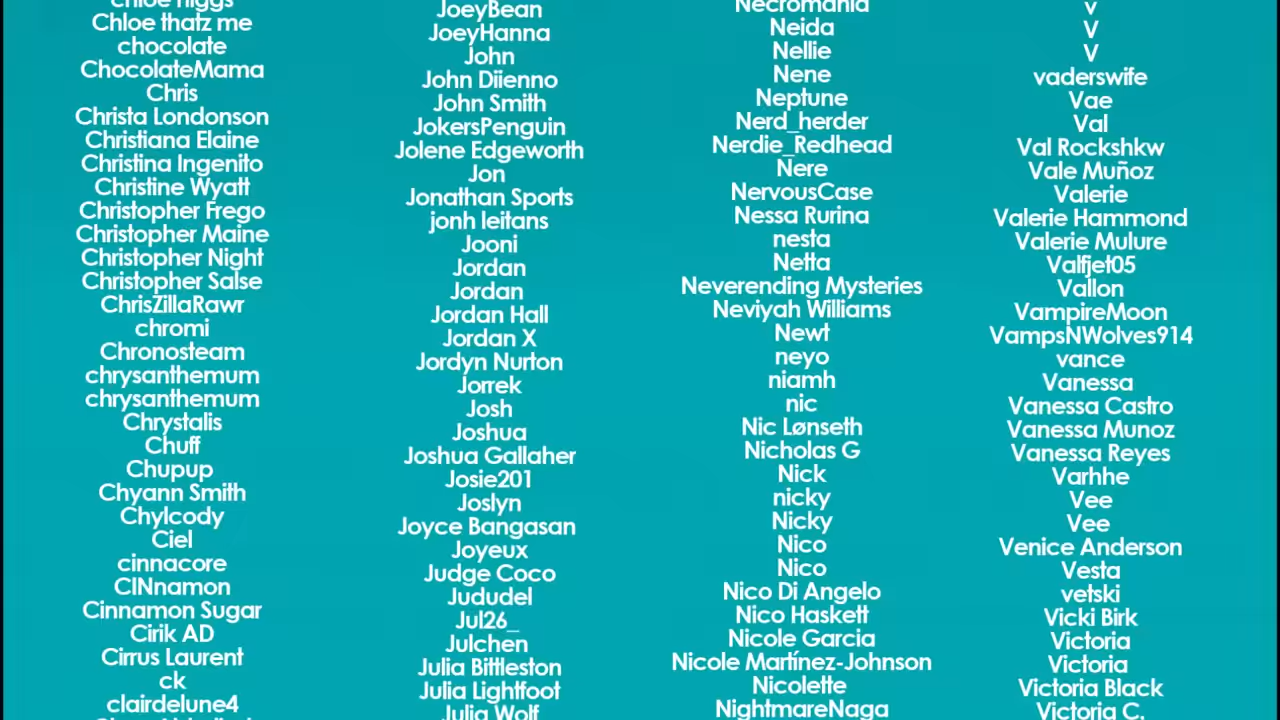 chloe higgs
Chloe thatz me
chocolate
ChocolateMama
Chris
Christa Londonson
Christiana Elaine
Christina Ingenito
Christine Wyatt
Christopher Frego
Christopher Maine
Christopher Night
Christopher Salse
ChrisZillaRawr
chromi
Chronosteam
chrysanthemum
chrysanthemum
Chrystalis
Chuff
Chupup
Chyann Smith
Chylcody
Ciel
cinnacore
CINnamon
Cinnamon Sugar
Cirik AD
Cirrus Laurent
ck
clairdelune4
JoeyBean
JoeyHanna
John
John Diienno
John Smith
JokersPenguin
Jolene Edgeworth
Jon
Jonathan Sports
jonh leitans
Jooni
Jordan
Jordan
Jordan Hall
Jordan X
Jordyn Nurton
Jorrek
Josh
Joshua
Joshua Gallaher
Josie201
Joslyn
Joyce Bangasan
Joyeux
Judge Coco
Jududel
Jul26_
Julchen
Julia Bittleston
Julia Lightfoot
Julia Wolf
Necromania
Neida
Nellie
Nene
Neptune
Nerd_herder
Nerdie_Redhead
Nere
NervousCase
Nessa Rurina
nesta
Netta
Neverending Mysteries
Neviyah Williams
Newt
neyo
niamh
nic
Nic Lønseth
Nicholas G
Nick
nicky
Nicky
Nico
Nico
Nico Di Angelo
Nico Haskett
Nicole Garcia
Nicole Martínez-Johnson
Nicolette
NightmareNaga
V
V
vaderswife
Vae
Val
Val Rockshkw
Vale Muñoz
Valerie
Valerie Hammond
Valerie Mulure
Valfjet05
Vallon
VampireMoon
VampsNWolves914
vance
Vanessa
Vanessa Castro
Vanessa Munoz
Vanessa Reyes
Varhhe
Vee
Vee
Venice Anderson
Vesta
vetski
Vicki Birk
Victoria
Victoria
Victoria Black
Victoria C.